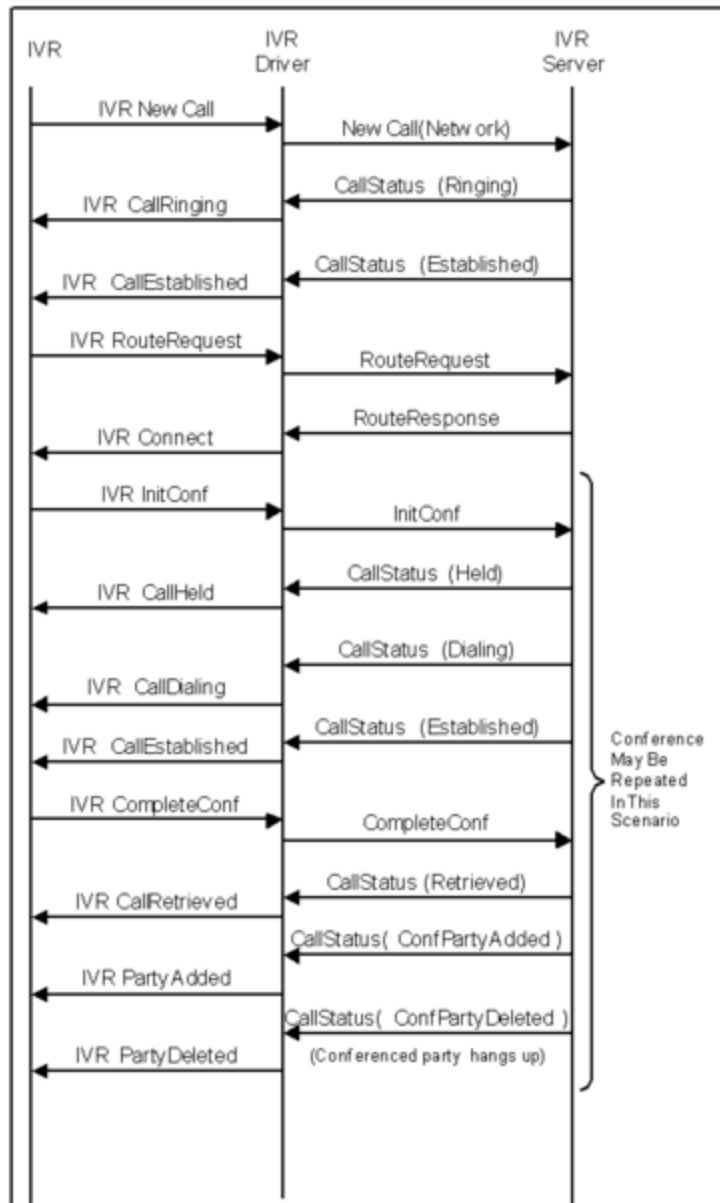 IVR
IVR
Driver
IVR
Server
IVR New Call
New Call(Network)
CallStatus (Ringing)
IVR CallRinging
CallStatus (Established)
IVR CallEstablished
IVR RouteRequest
RouteRequest
RouteResponse
IVR Connect
IVR InitConf
InitConf
CallStatus (Held)
IVR CallHeld
CallStatus (Dialing)
IVR CallDialing
CallStatus (Established)
IVR CallEstablished
IVR CompleteConf
CompleteConf
CallStatus (Retrieved)
IVR CallRetrieved
CallStatus( ConfPartyAdded )
IVR PartyAdded
CallStatus( ConfPartyDeleted )
IVR PartyDeleted
(Conferenced party hangs up)
Conference
May Be
Repeated
In This
Scenario